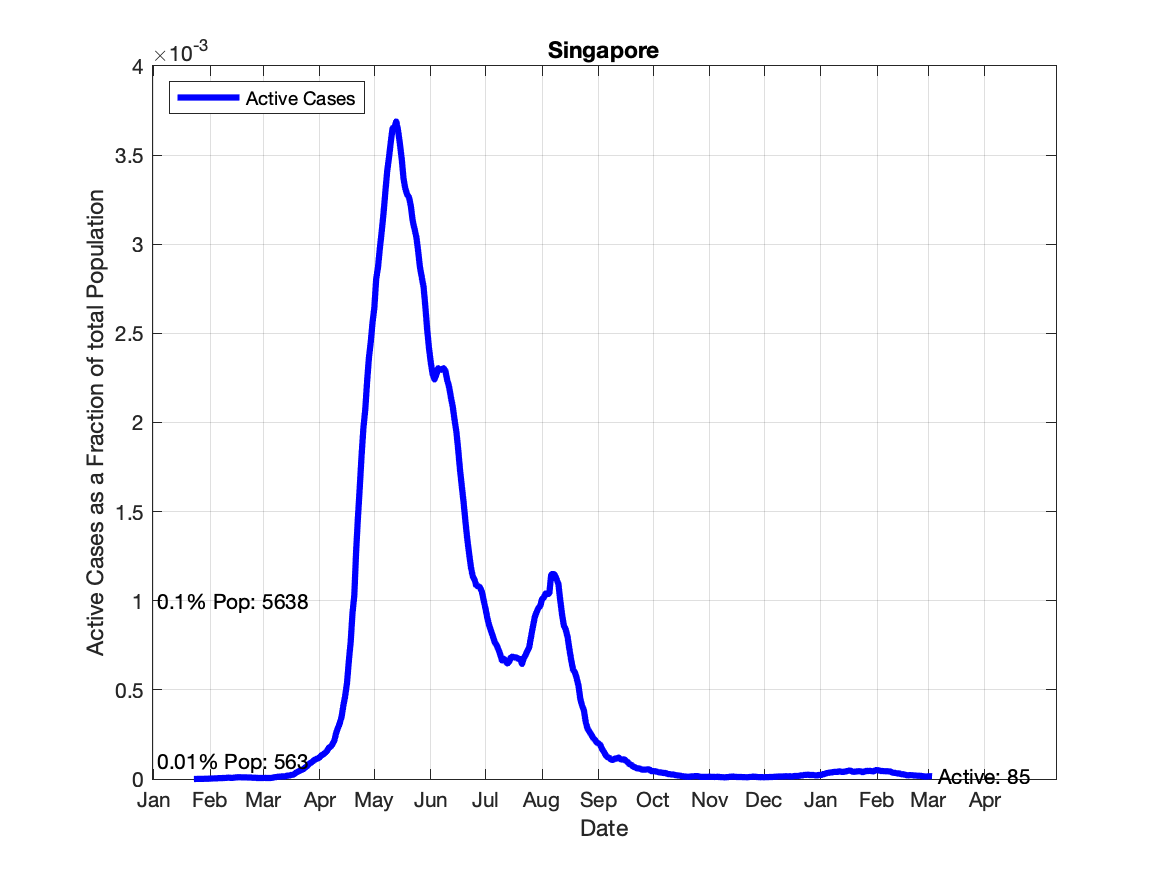 Singapore
×10-3
Active Cases
4
3.5
3
2.5
2
1.5
1
0.5
0
Active Cases as a Fraction of total Population
0.1% Pop: 5638
0.01% Pop: 563
Active: 85
Jan Feb Mar Apr May Jun Jul Aug Sep Oct Nov Dec Jan Feb Mar Apr
Date